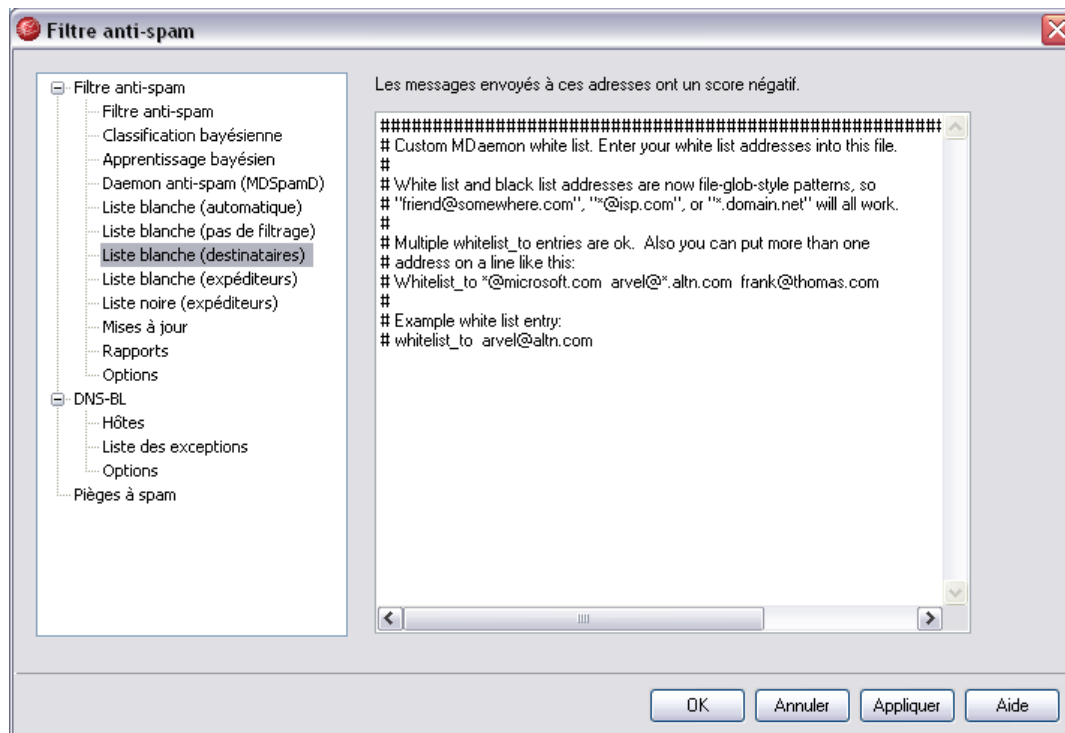 Filtre anti-spam
Filtre anti-spam
Filtre anti-spam
Classification bayésienne
Apprentissage bayésien
Daemon anti-spam (MDSpamD)
Liste blanche (automatique)
Liste blanche (pas de filtrage)
Liste blanche (destinataires)
Liste blanche (expéditeurs)
Liste noire (expéditeurs)
Mises à jour
Rapports
Options
DNS-BL
Hôtes
Liste des exceptions
Options
Pièges à spam
Les messages envoyés à ces adresses ont un score négatif.
######################################################
# Custom MDaemon white list. Enter your white list addresses into this file.
#
# White list and black list addresses are now file-glob-style patterns, so
# "friend@somewhere.com", "*@isp.com", or "*.domain.net" will all work.
#
# Multiple whitelist_to entries are ok.  Also you can put more than one
# address on a line like this:
# Whitelist_to *@microsoft.com  arvel@*.altn.com  frank@thomas.com
#
# Example white list entry:
# whitelist_to  arvel@altn.com
OK
Annuler
Appliquer
Aide